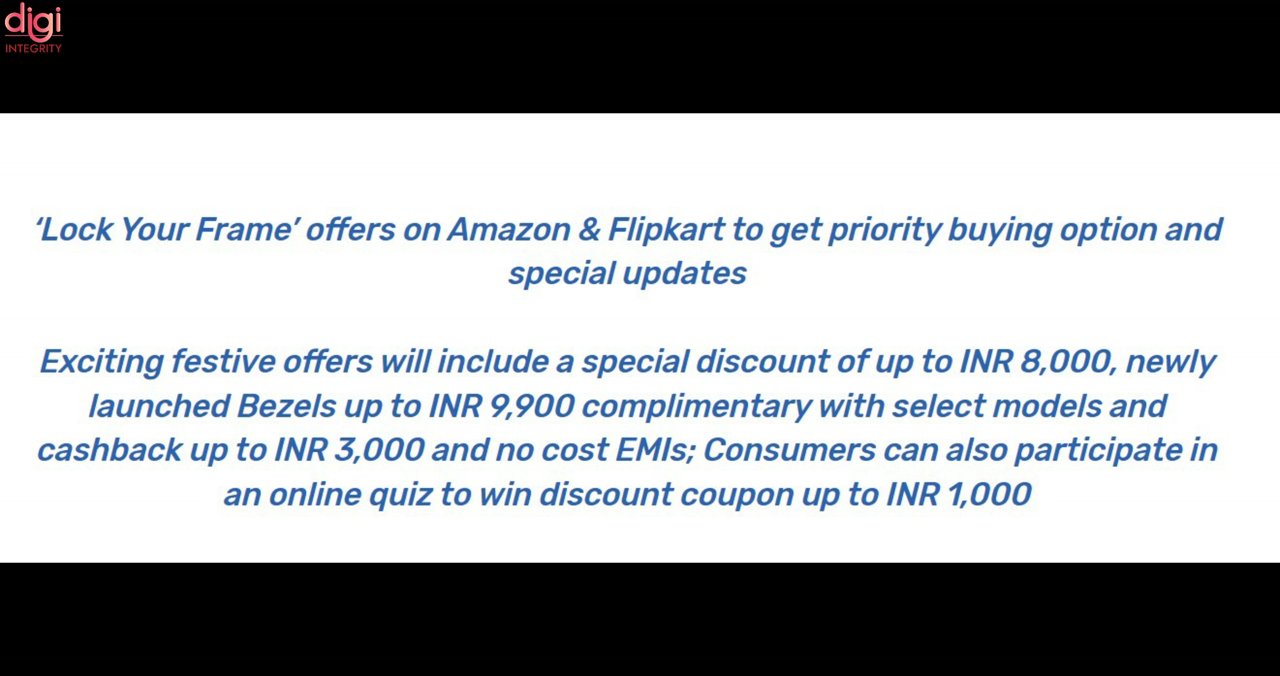 digi
INTEGRITY
‘Lock Your Frame’ offers on Amazon & Flipkart to get priority buying option and
special updates
Exciting festive offers will include a special discount of up to INR 8,000, newly
launched Bezels up to INR 9,900 complimentary with select models and
cashback up to INR 3,000 and no cost EMIs; Consumers can also participate in
an online quiz to win discount coupon up to INR 1,000